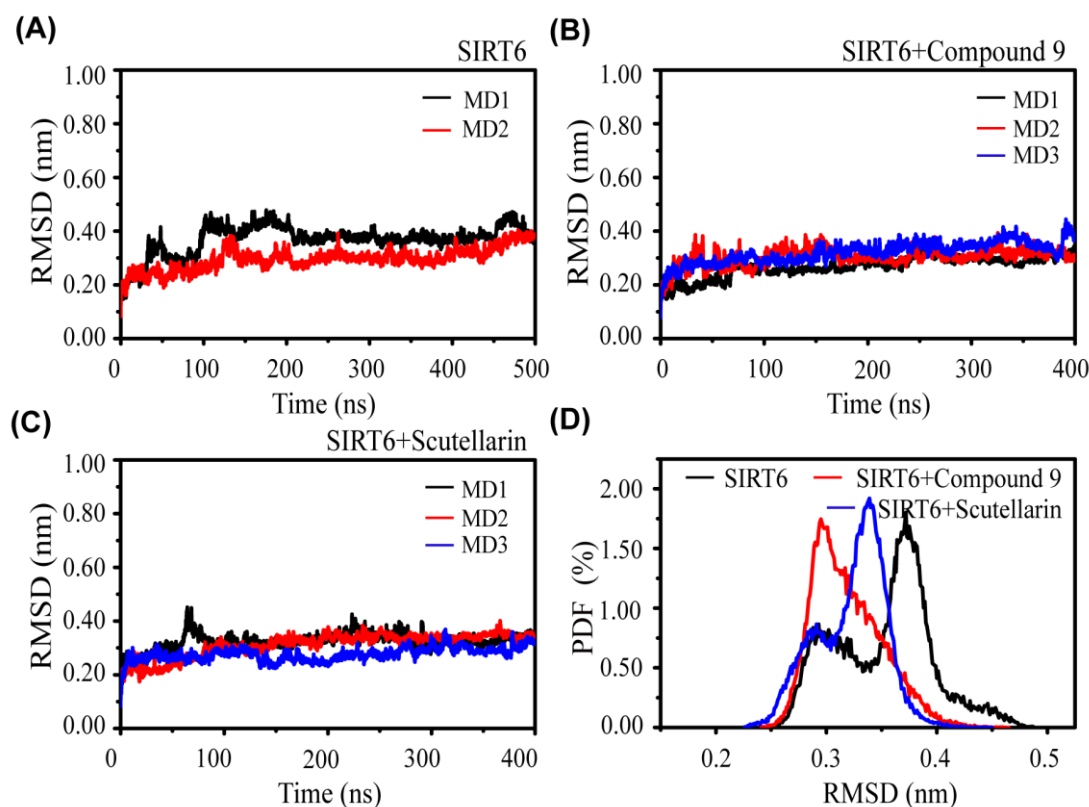 (A)
SIRT6
1.00
0.80
0.60
0.40
0.20
0.00
RMSD (nm)
MD1
MD2
0 100 200 300 400 500
Time (ns)
(B)
SIRT6+Compound 9
1.00
0.80
0.60
0.40
0.20
0.00
RMSD (nm)
MD1
MD2
MD3
0 100 200 300 400
Time (ns)
(C)
SIRT6+Scutellarin
1.00
0.80
0.60
0.40
0.20
0.00
RMSD (nm)
MD1
MD2
MD3
0 100 200 300 400
Time (ns)
(D)
SIRT6 SIRT6+Compound 9
SIRT6+Scutellarin
2.00
1.50
1.00
0.50
0.00
PDF (%)
0.2 0.3 0.4 0.5
RMSD (nm)